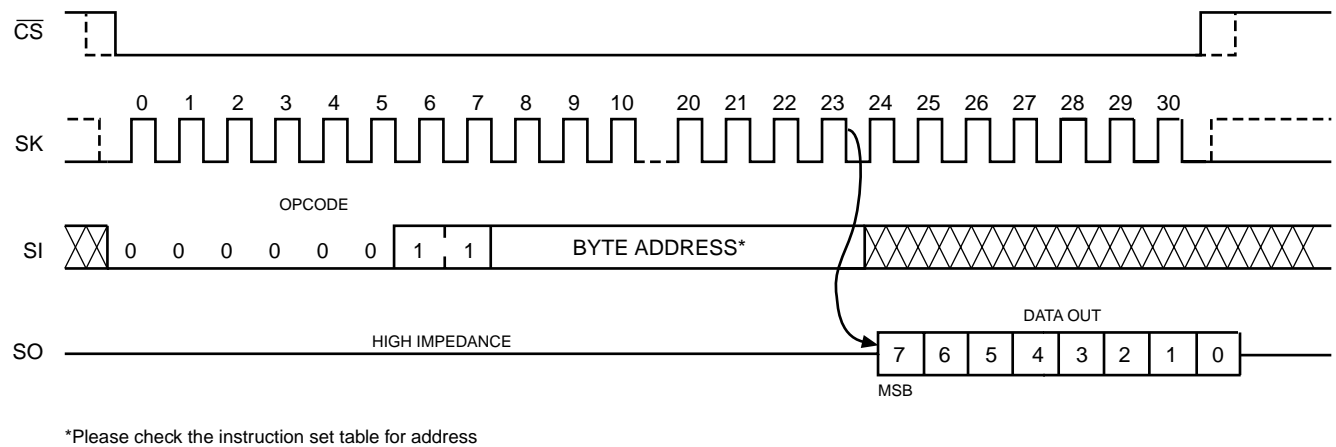 CS
0 1 2 3 4 5 6 7 8 9 10 20 21 22 23 24 25 26 27 28 29 30
SK
OPCODE
SI 0 0 0 0 0 0 1 1 BYTE ADDRESS*
DATA OUT
HIGH IMPEDANCE
SO 7 6 5 4 3 2 1 0
MSB
*Please check the instruction set table for address